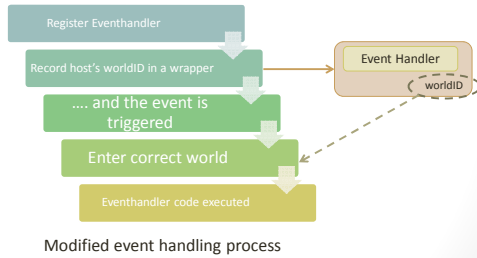 Register Eventhandler
Record host's worldID in a wrapper
Event Handler
worldID
.... and the event is
triggered
Enter correct world
Eventhandler code executed
Modified event handling process